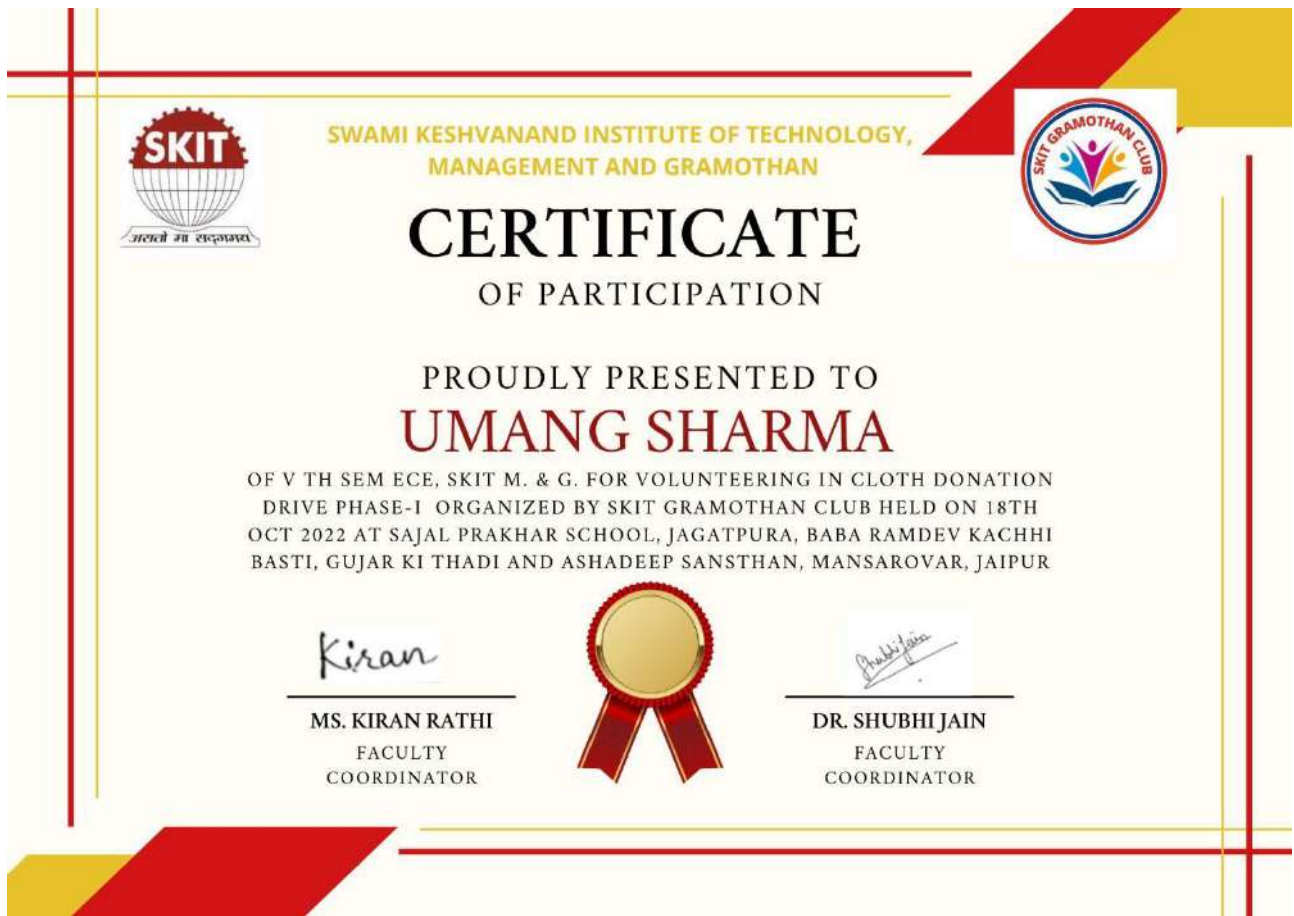 SKIT
असतो मा सद्गमय
SWAMI KESHVANAND INSTITUTE OF TECHNOLOGY,
MANAGEMENT AND GRAMOTHAN
SKIT GRAMOTHAN CLUB
CERTIFICATE
OF PARTICIPATION
PROUDLY PRESENTED TO
UMANG SHARMA
OF V TH SEM ECE, SKIT M. & G. FOR VOLUNTEERING IN CLOTH DONATION
DRIVE PHASE-I ORGANIZED BY SKIT GRAMOTHAN CLUB HELD ON 18TH
OCT 2022 AT SAJAL PRAKHAR SCHOOL, JAGATPURA, BABA RAMDEV KACHHI
BASTI, GUJAR KI THADI AND ASHADEEP SANSTHAN, MANSAROVAR, JAIPUR
Kiran
Shubhi Jain
MS. KIRAN RATHI
DR. SHUBHI JAIN
FACULTY
COORDINATOR
FACULTY
COORDINATOR